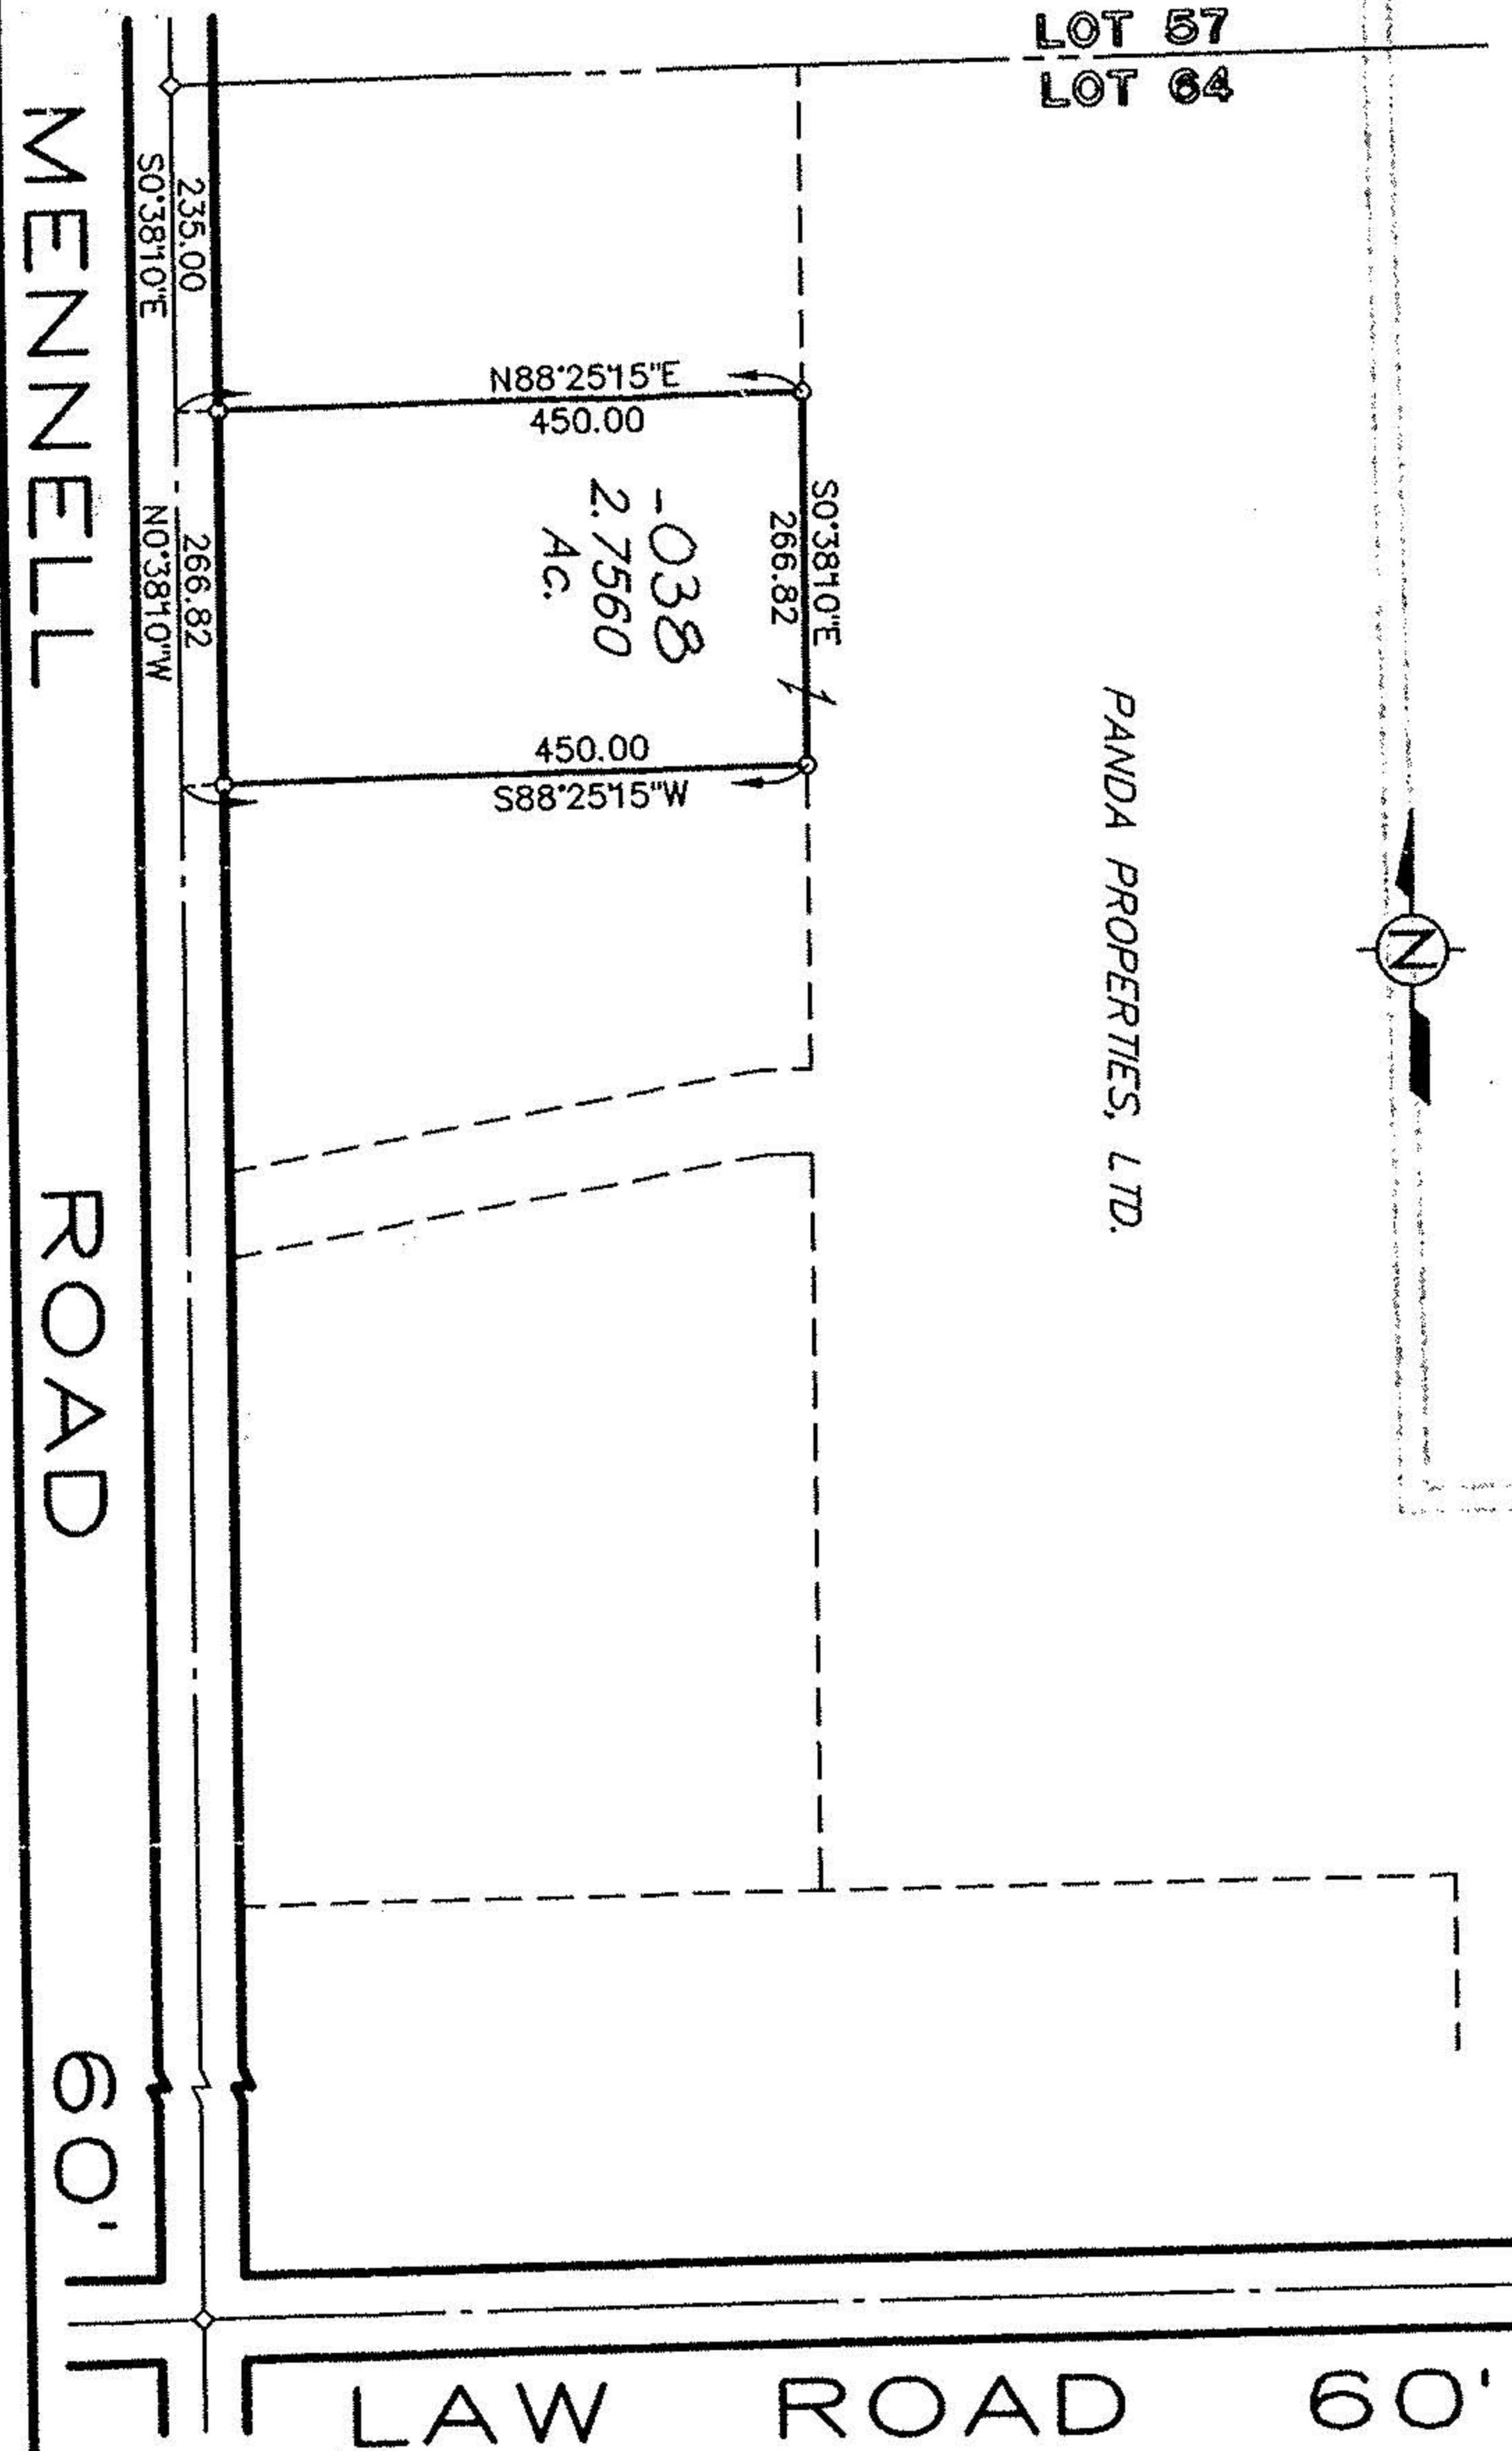 LOT 57
LOT 64
MENNELL ROAD 60'
235.00
S0°38'10"E
N88°25'15"E
450.00
S0°38'10"E
266.82
-038
2.7560
Ac.
266.82
N0°38'10"W
450.00
S88°25'15"W
PANDA PROPERTIES, LTD.
N
LAW ROAD 60'